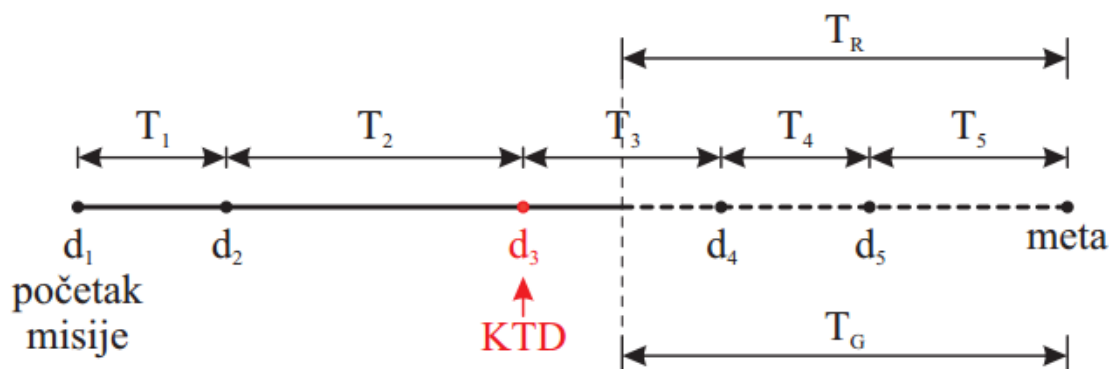 T_R
T_1 T_2 T_3 T_4 T_5
d_1 d_2 d_3 d_4 d_5 meta
početak
misije
KTD
T_G